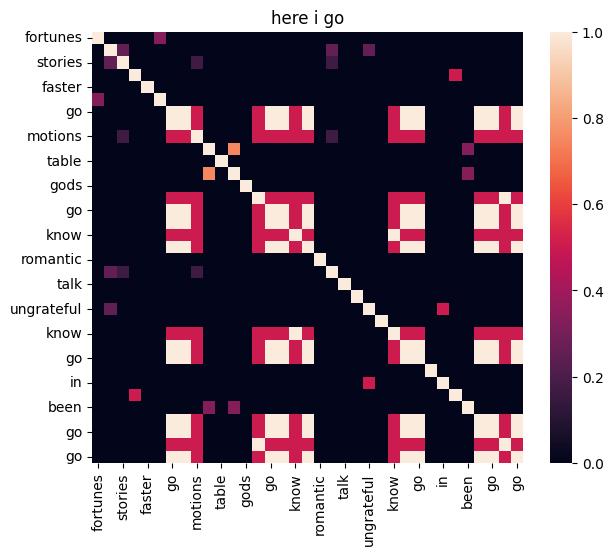 here i go
fortunes
stories
faster
go
motions
table
gods
go
know
romantic
talk
ungrateful
know
go
in
been
go
go
fortunes
stories
faster
go
motions
table
gods
go
know
romantic
talk
ungrateful
know
go
in
been
go
go
1.0
0.8
0.6
0.4
0.2
0.0